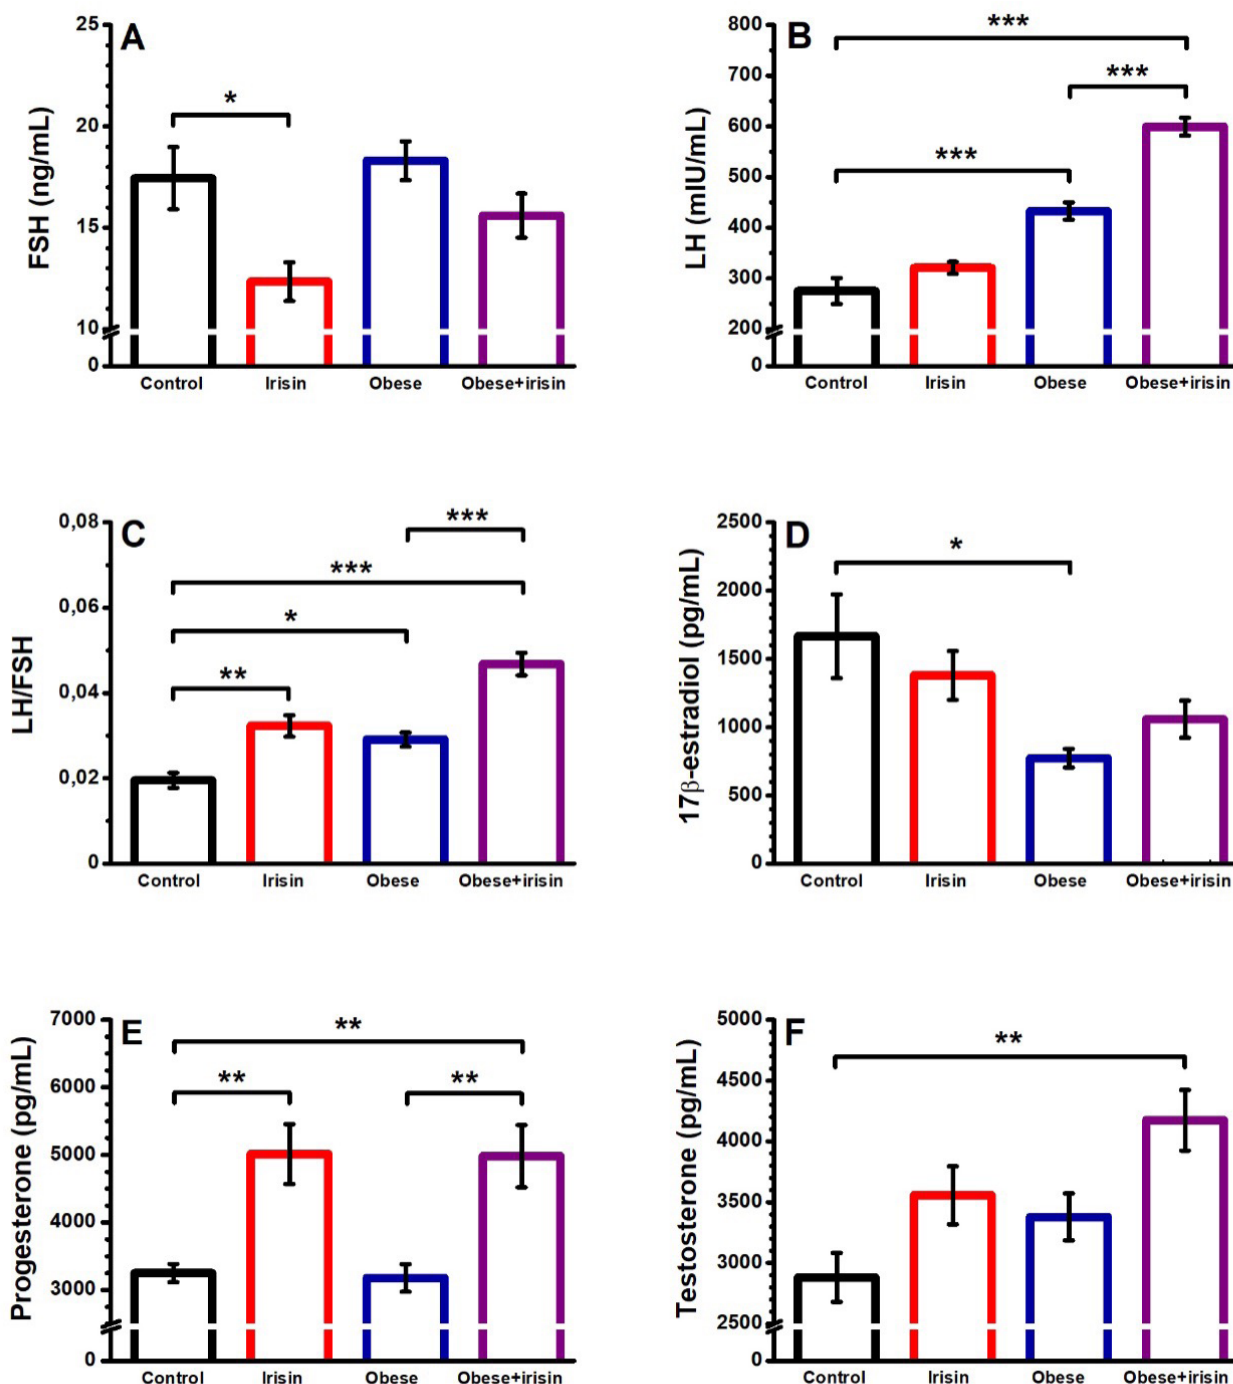 A
FSH (ng/mL)
25
20
15
10
0
*
Control Irisin Obese Obese+irisin
B
LH (mIU/mL)
800
700
600
500
400
300
200
0
***
***
***
Control Irisin Obese Obese+irisin
C
LH/FSH
0,08
0,06
0,04
0,02
0
***
***
*
**
Control Irisin Obese Obese+irisin
D
17β-estradiol (pg/mL)
2500
2000
1500
1000
500
0
*
Control Irisin Obese Obese+irisin
E
Progesterone (pg/mL)
7000
6000
5000
4000
3000
0
**
** **
Control Irisin Obese Obese+irisin
F
Testosterone (pg/mL)
5000
4500
4000
3500
3000
2500
0
**
Control Irisin Obese Obese+irisin